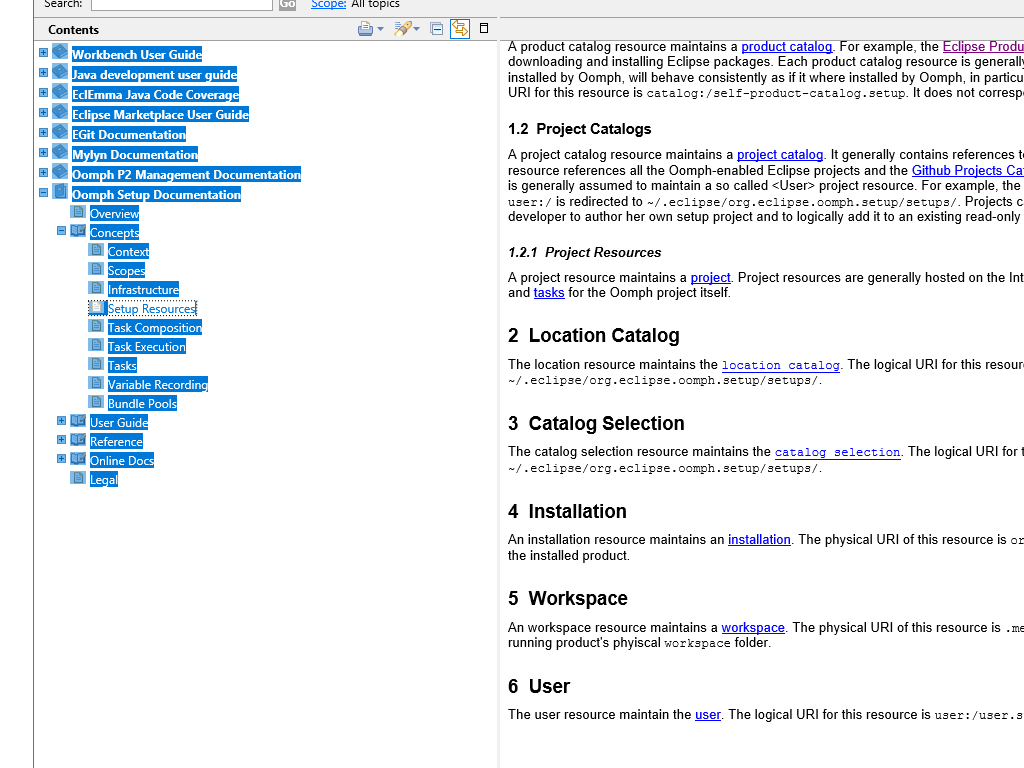 Search:
Go
Scope: All topics
Contents
Workbench User Guide
Java development user guide
EclEmma Java Code Coverage
Eclipse Marketplace User Guide
EGit Documentation
Mylyn Documentation
Oomph P2 Management Documentation
Oomph Setup Documentation
Overview
Concepts
Context
Scopes
Infrastructure
Setup Resources
Task Composition
Task Execution
Tasks
Variable Recording
Bundle Pools
User Guide
Reference
Online Docs
Legal
A product catalog resource maintains a product catalog. For example, the Eclipse Produ
downloading and installing Eclipse packages. Each product catalog resource is generall
installed by Oomph, will behave consistently as if it where installed by Oomph, in particu
URI for this resource is catalog:/self-product-catalog.setup. It does not corresp
1.2 Project Catalogs
A project catalog resource maintains a project catalog. It generally contains references t
resource references all the Oomph-enabled Eclipse projects and the Github Projects Cat
is generally assumed to maintain a so called <User> project resource. For example, the
user:/ is redirected to ~/.eclipse/org.eclipse.oomph.setup/setups/. Projects c
developer to author her own setup project and to logically add it to an existing read-only
1.2.1 Project Resources
A project resource maintains a project. Project resources are generally hosted on the Int
and tasks for the Oomph project itself.
2 Location Catalog
The location resource maintains the location catalog. The logical URI for this resour
~/.eclipse/org.eclipse.oomph.setup/setups/.
3 Catalog Selection
The catalog selection resource maintains the catalog selection. The logical URI for t
~/.eclipse/org.eclipse.oomph.setup/setups/.
4 Installation
An installation resource maintains an installation. The physical URI of this resource is or
the installed product.
5 Workspace
An workspace resource maintains a workspace. The physical URI of this resource is .me
running product's phyiscal workspace folder.
6 User
The user resource maintain the user. The logical URI for this resource is user:/user.s